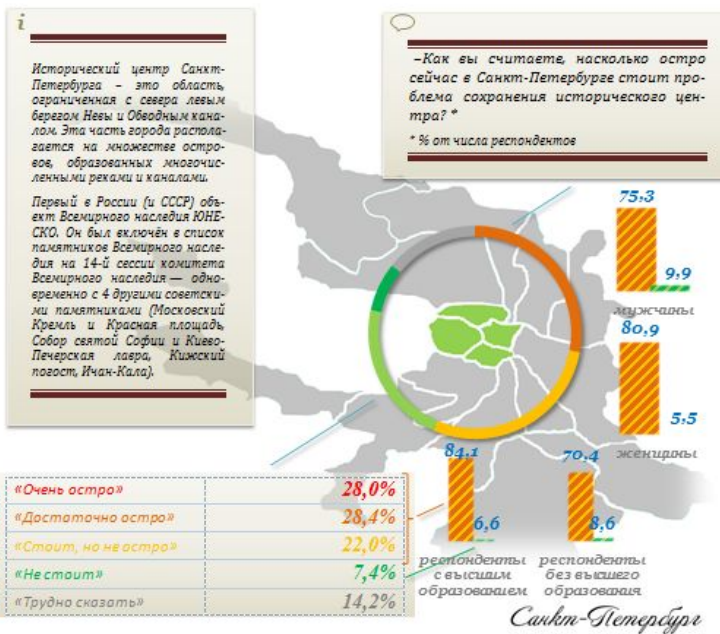 i
Исторический центр Санкт-
Петербурга – это область,
ограниченная с севера левым
берегом Невы и Обводным кана-
лом. Эта часть города распола-
гается на множестве остро-
вов, образованных многочис-
ленными реками и каналами.
Первый в России (и СССР) объ-
ект Всемирного наследия ЮНЕ-
СКО. Он был включён в список
памятников Всемирного насле-
дия на 14-й сессии комитета
Всемирного наследия — одно-
временно с 4 другими советски-
ми памятниками (Московский
Кремль и Красная площадь,
Собор святой Софии и Киево-
Печерская лавра, Кижский
погост, Ичан-Кала).
–Как вы считаете, насколько остро
сейчас в Санкт-Петербурге стоит про-
блема сохранения исторического цен-
тра? *
* % от числа респондентов
75,3
9,9
мужчины
80,9
5,5
женщины
84,1
6,6
респонденты
с высшим
образованием
70,4
8,6
респонденты
без высшего
образования
«Очень остро» 28,0%
«Достаточно остро» 28,4%
«Стоит, но не остро» 22,0%
«Не стоит» 7,4%
«Трудно сказать» 14,2%
Санкт-Петербург